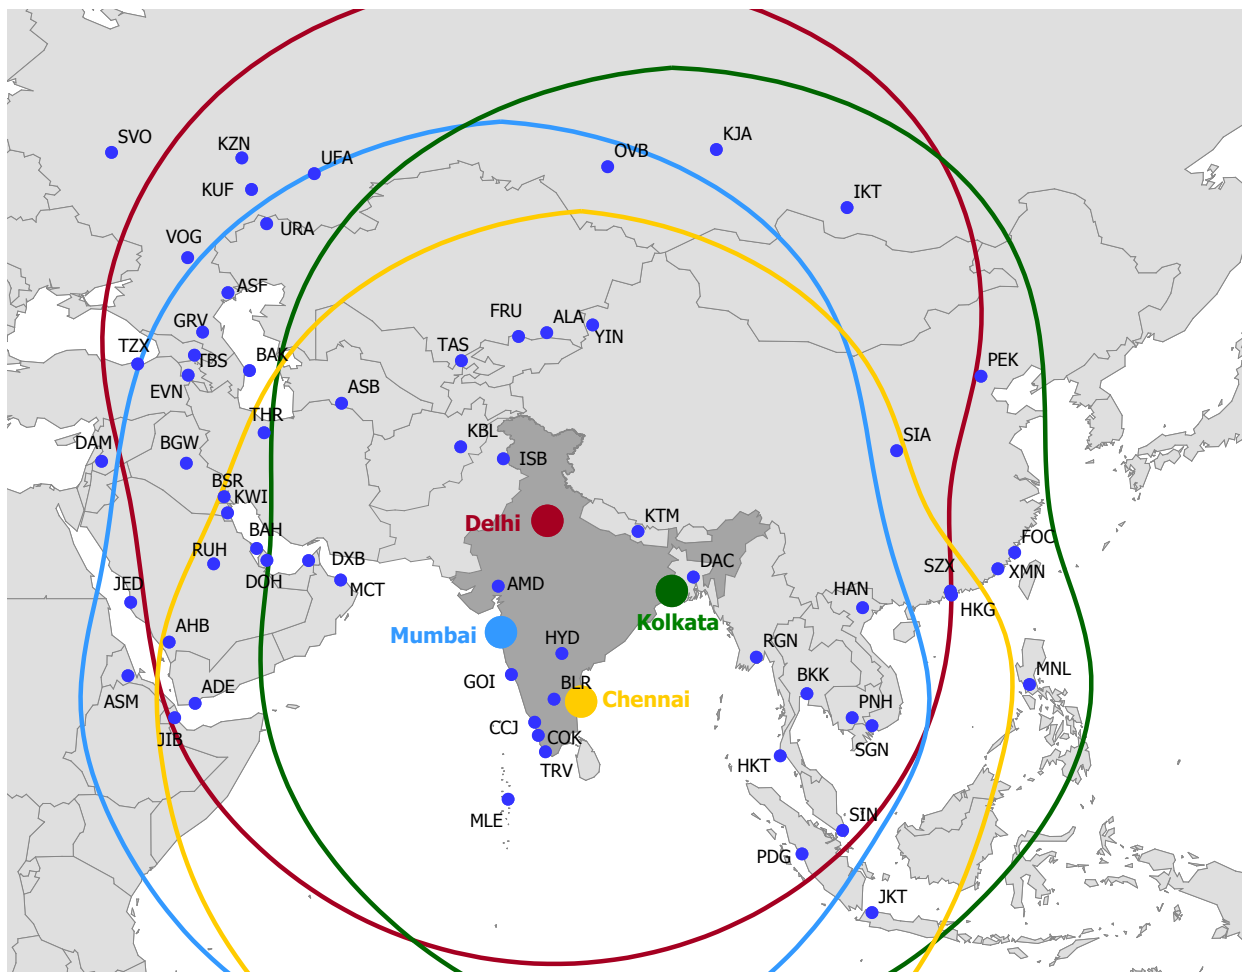 SVO
KZN
UFA
OVB
KJA
KUF
IKT
URA
VOG
ASF
GRV
FRU
ALA
YIN
TZX
TBS
BAK
TAS
PEK
EVN
ASB
THR
DAM
BGW
KBL
ISB
SIA
BSR
KWI
Delhi
KTM
BAH
RUH
DOH
DXB
MCT
DAC
FOC
XMN
SZX
HKG
JED
AMD
HAN
AHB
Mumbai
Kolkata
HYD
RGN
MNL
ASM
ADE
GOI
BLR
Chennai
BKK
PNH
JIB
CCJ
COK
SGN
TRV
HKT
MLE
SIN
PDG
JKT